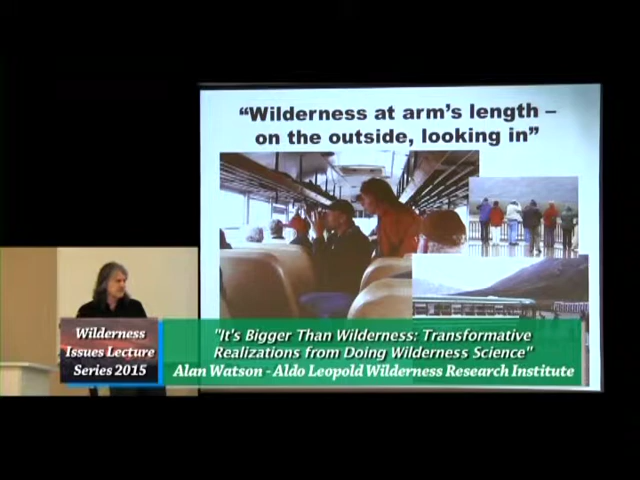 “Wilderness at arm’s length –
on the outside, looking in”
Wilderness
Issues Lecture
Series 2015
"It's Bigger Than Wilderness: Transformative
Realizations from Doing Wilderness Science"
Alan Watson - Aldo Leopold Wilderness Research Institute